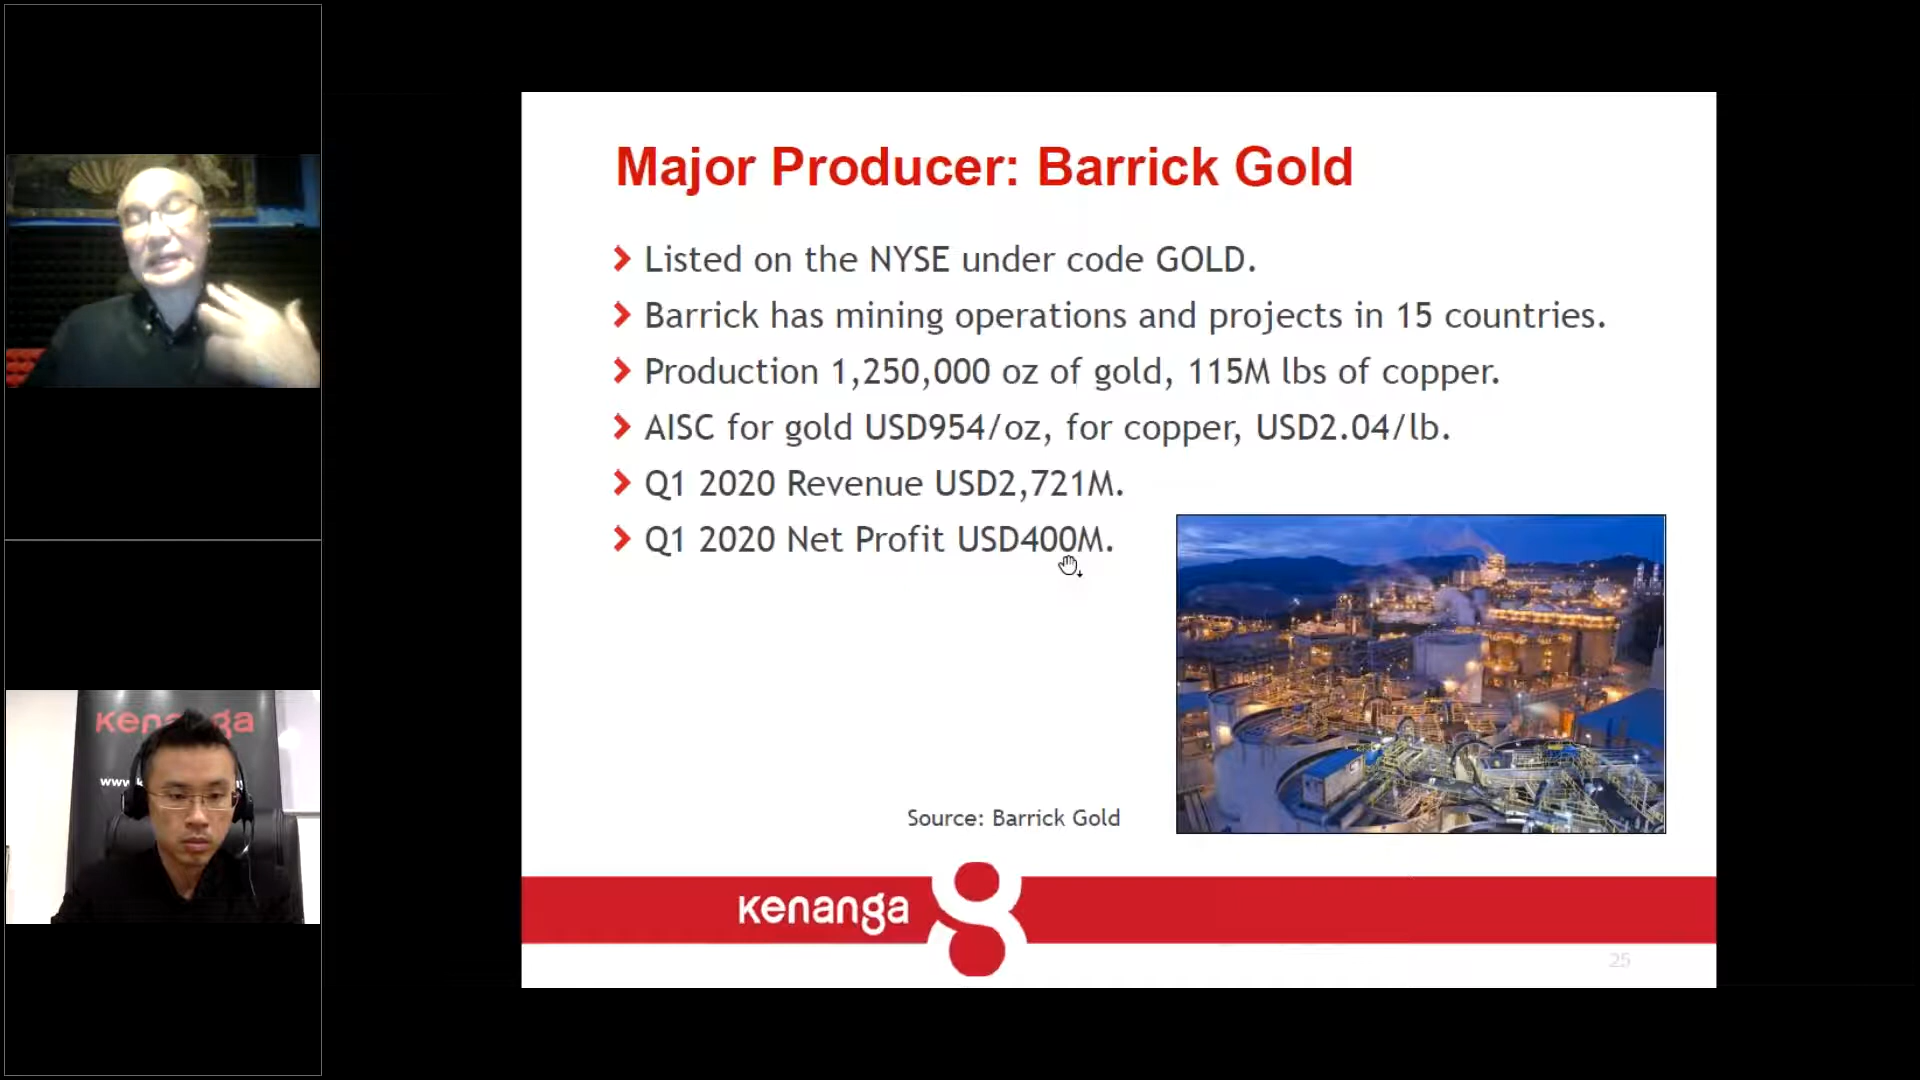 Major Producer: Barrick Gold
Listed on the NYSE under code GOLD.
Barrick has mining operations and projects in 15 countries.
Production 1,250,000 oz of gold, 115M lbs of copper.
AISC for gold USD954/oz, for copper, USD2.04/lb.
Q1 2020 Revenue USD2,721M.
Q1 2020 Net Profit USD400M.
Source: Barrick Gold
kenanga
25
www